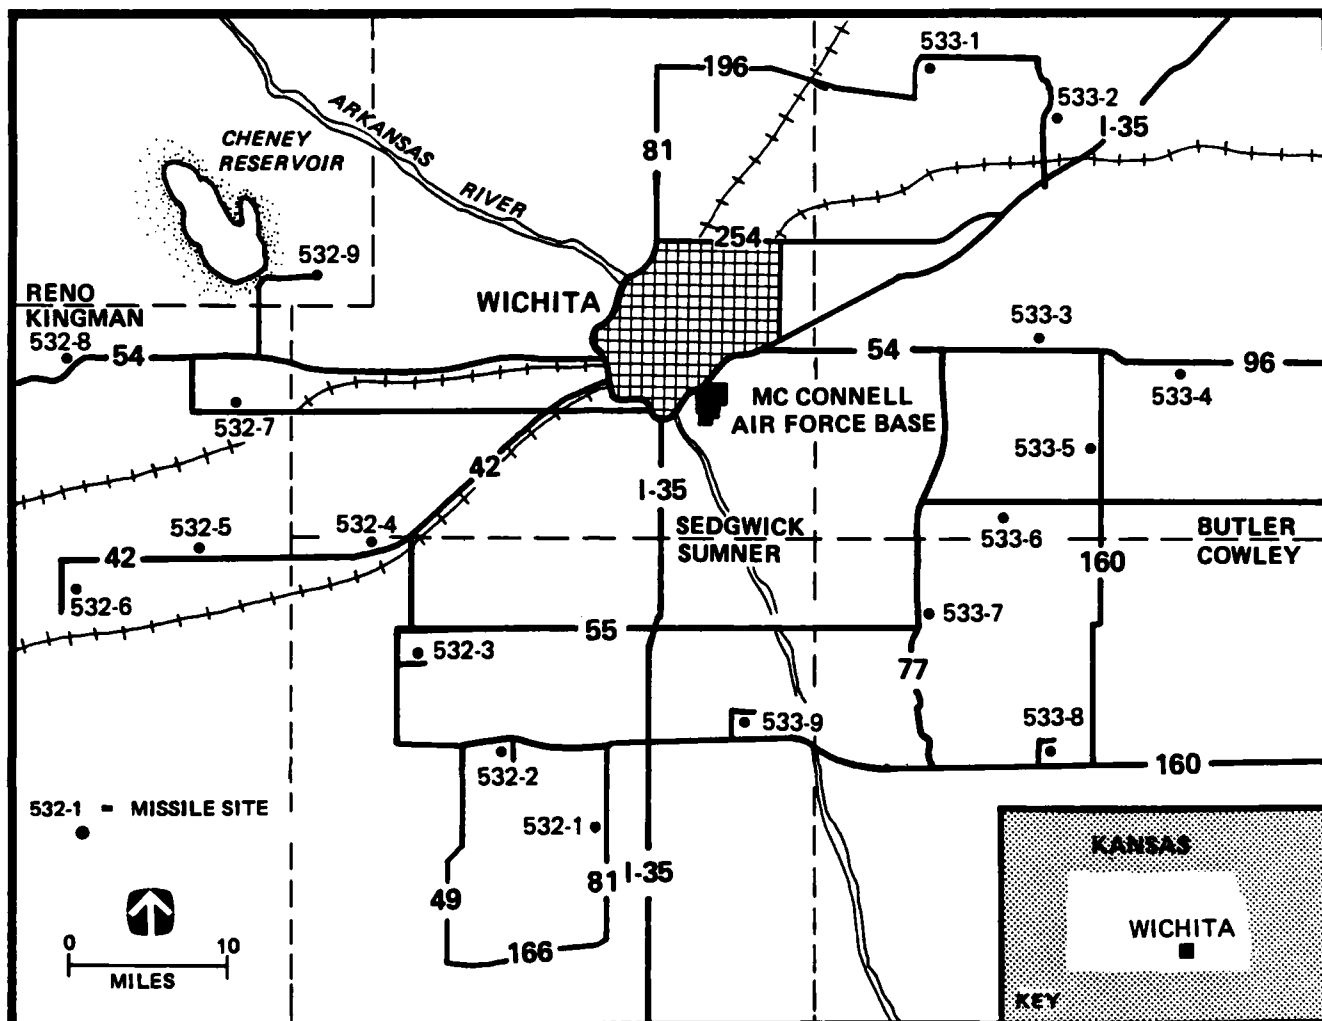 533-1
196
533-2
I-35
ARKANSAS
RIVER
CHENEY
RESERVOIR
81
254
532-9
RENO
KINGMAN
WICHITA
532-8
54
533-3
54
96
533-4
MC CONNELL
AIR FORCE BASE
532-7
533-5
42
I-35
532-5
532-4
SEDGWICK
SUMNER
533-6
BUTLER
COWLEY
42
160
532-6
533-7
55
532-3
77
533-9
533-8
532-2
160
532-1 = MISSILE SITE
532-1
81
I-35
49
166
0 10
MILES
KANSAS
WICHITA
KEY